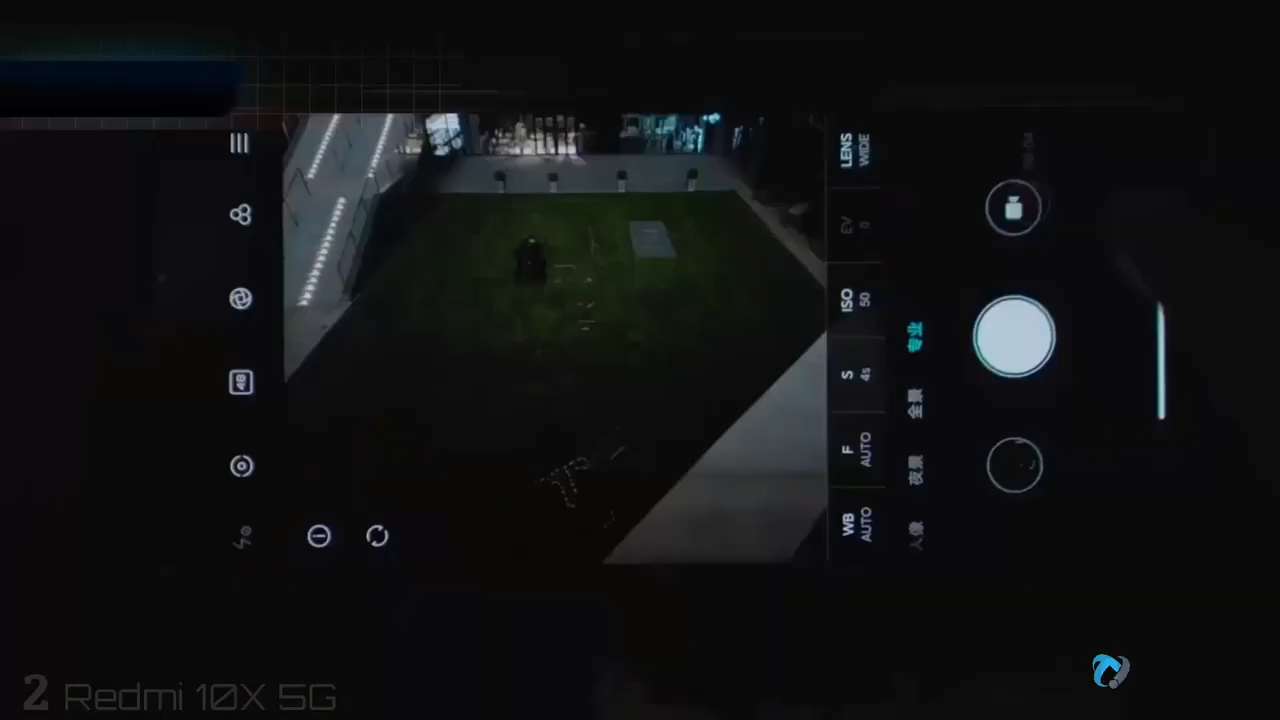 LENS
WIDE
EV
0
ISO
50
S
4s
F
AUTO
WB
AUTO
专业
全景
夜景
人像
48
2 Redmi 10X 5G